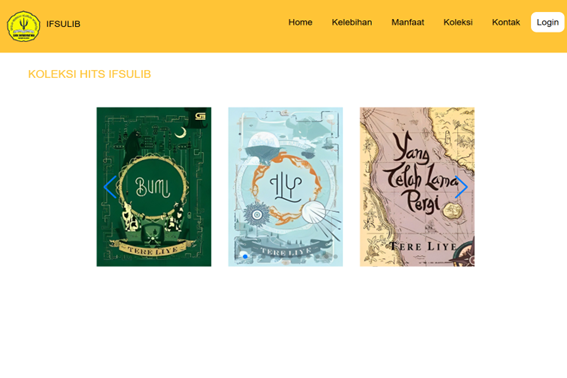 IFSULIB
Home Kelebihan Manfaat Koleksi Kontak Login
KOLEKSI HITS IFSULIB
BUMI
TERE LIYE
ILY
TERE LIYE
Yang
Telah Lama
Pergi
TERE LIYE